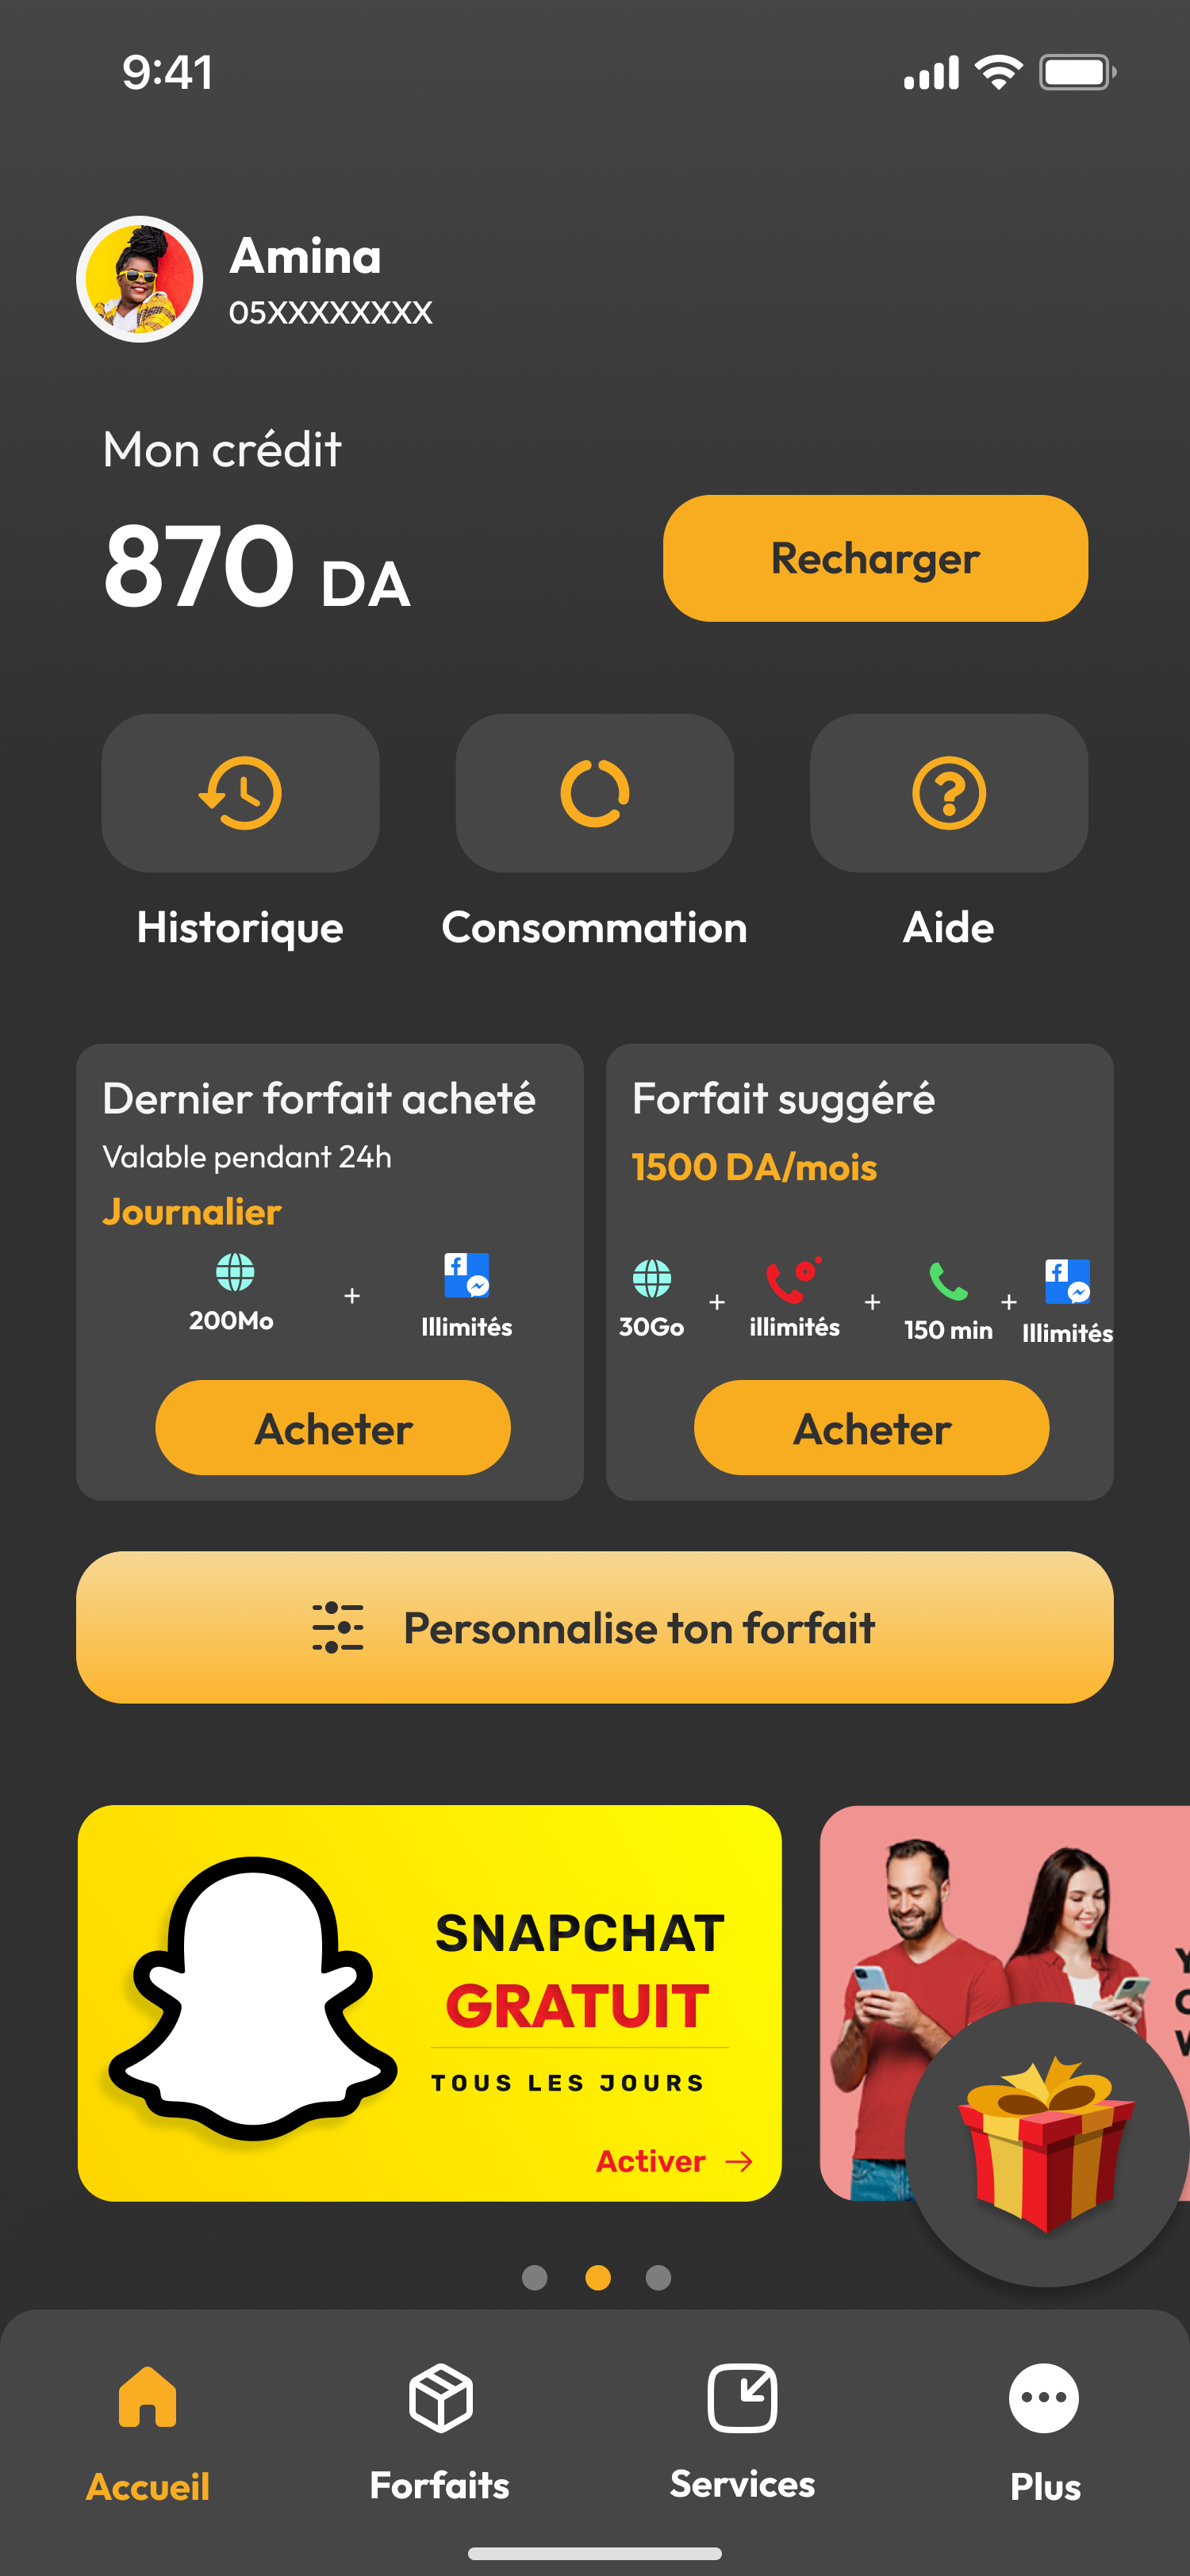 9:41
Amina
05XXXXXXXX
Mon crédit
870 DA
Recharger
Historique
Consommation
Aide
Dernier forfait acheté
Valable pendant 24h
Journalier
200Mo
+
Illimités
Acheter
Forfait suggéré
1500 DA/mois
30Go
+
illimités
+
150 min
+
Illimités
Acheter
Personnalise ton forfait
SNAPCHAT
GRATUIT
TOUS LES JOURS
Activer →
Accueil
Forfaits
Services
Plus